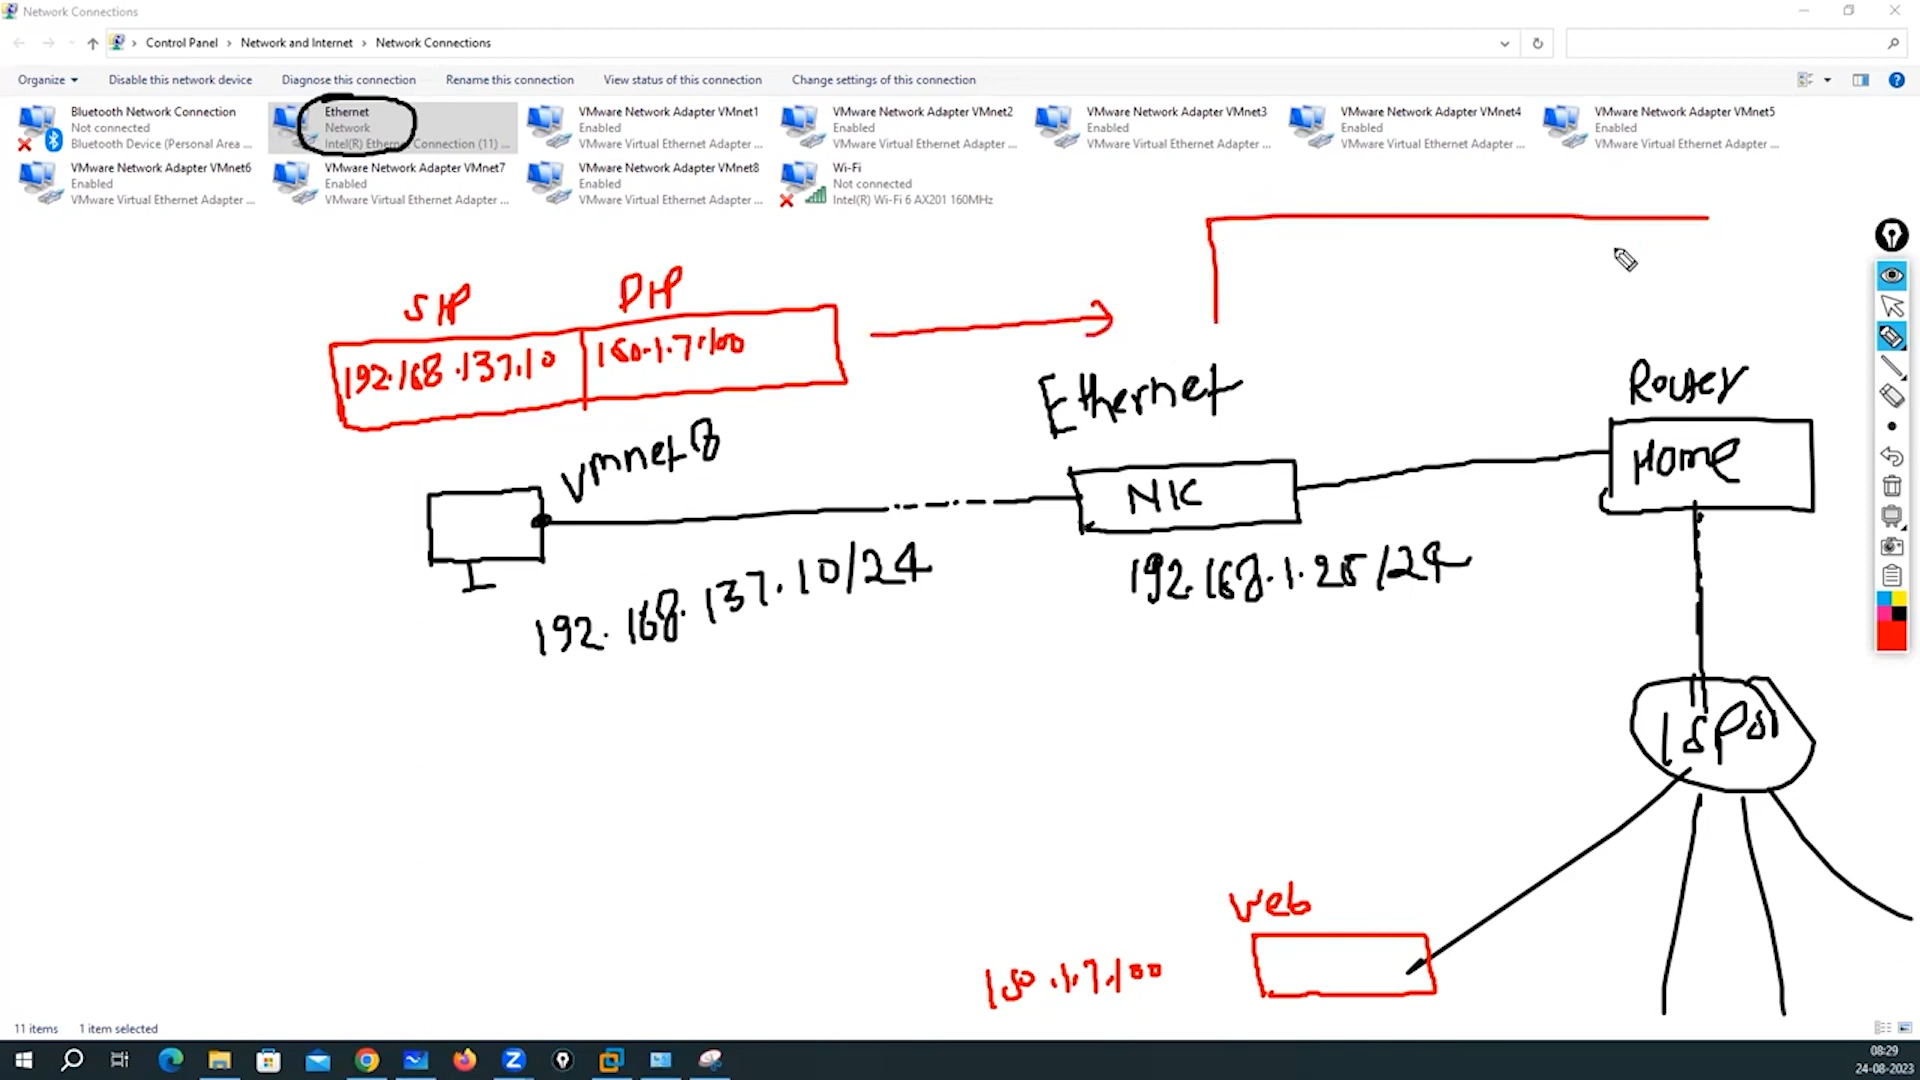 Network Connections
Control Panel > Network and Internet > Network Connections
Organize Disable this network device Diagnose this connection Rename this connection View status of this connection Change settings of this connection
Bluetooth Network Connection
Not connected
Bluetooth Device (Personal Area ...
Ethernet
Network
Intel(R) Ethernet Connection (11) ...
VMware Network Adapter VMnet1
Enabled
VMware Virtual Ethernet Adapter ...
VMware Network Adapter VMnet2
Enabled
VMware Virtual Ethernet Adapter ...
VMware Network Adapter VMnet3
Enabled
VMware Virtual Ethernet Adapter ...
VMware Network Adapter VMnet4
Enabled
VMware Virtual Ethernet Adapter ...
VMware Network Adapter VMnet5
Enabled
VMware Virtual Ethernet Adapter ...
VMware Network Adapter VMnet6
Enabled
VMware Virtual Ethernet Adapter ...
VMware Network Adapter VMnet7
Enabled
VMware Virtual Ethernet Adapter ...
VMware Network Adapter VMnet8
Enabled
VMware Virtual Ethernet Adapter ...
Wi-Fi
Not connected
Intel(R) Wi-Fi 6 AX201 160MHz
SIP DIP
192.168.137.10 150.1.7.100
Ethernet
Router
vmnet8
Home
NIC
192.168.137.10/24
192.168.1.25/24
ISPs
web
150.1.7.100
11 items 1 item selected
08:29
24-08-2023